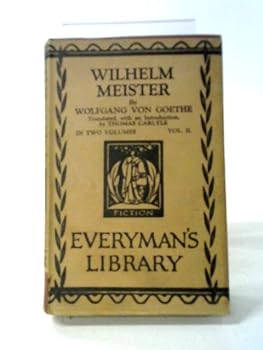 WILHELM
MEISTER
By
WOLFGANG VON GOETHE
Translated, with an Introduction,
by THOMAS CARLYLE
IN TWO VOLUMES VOL. II.
FICTION
EVERYMAN'S
LIBRARY